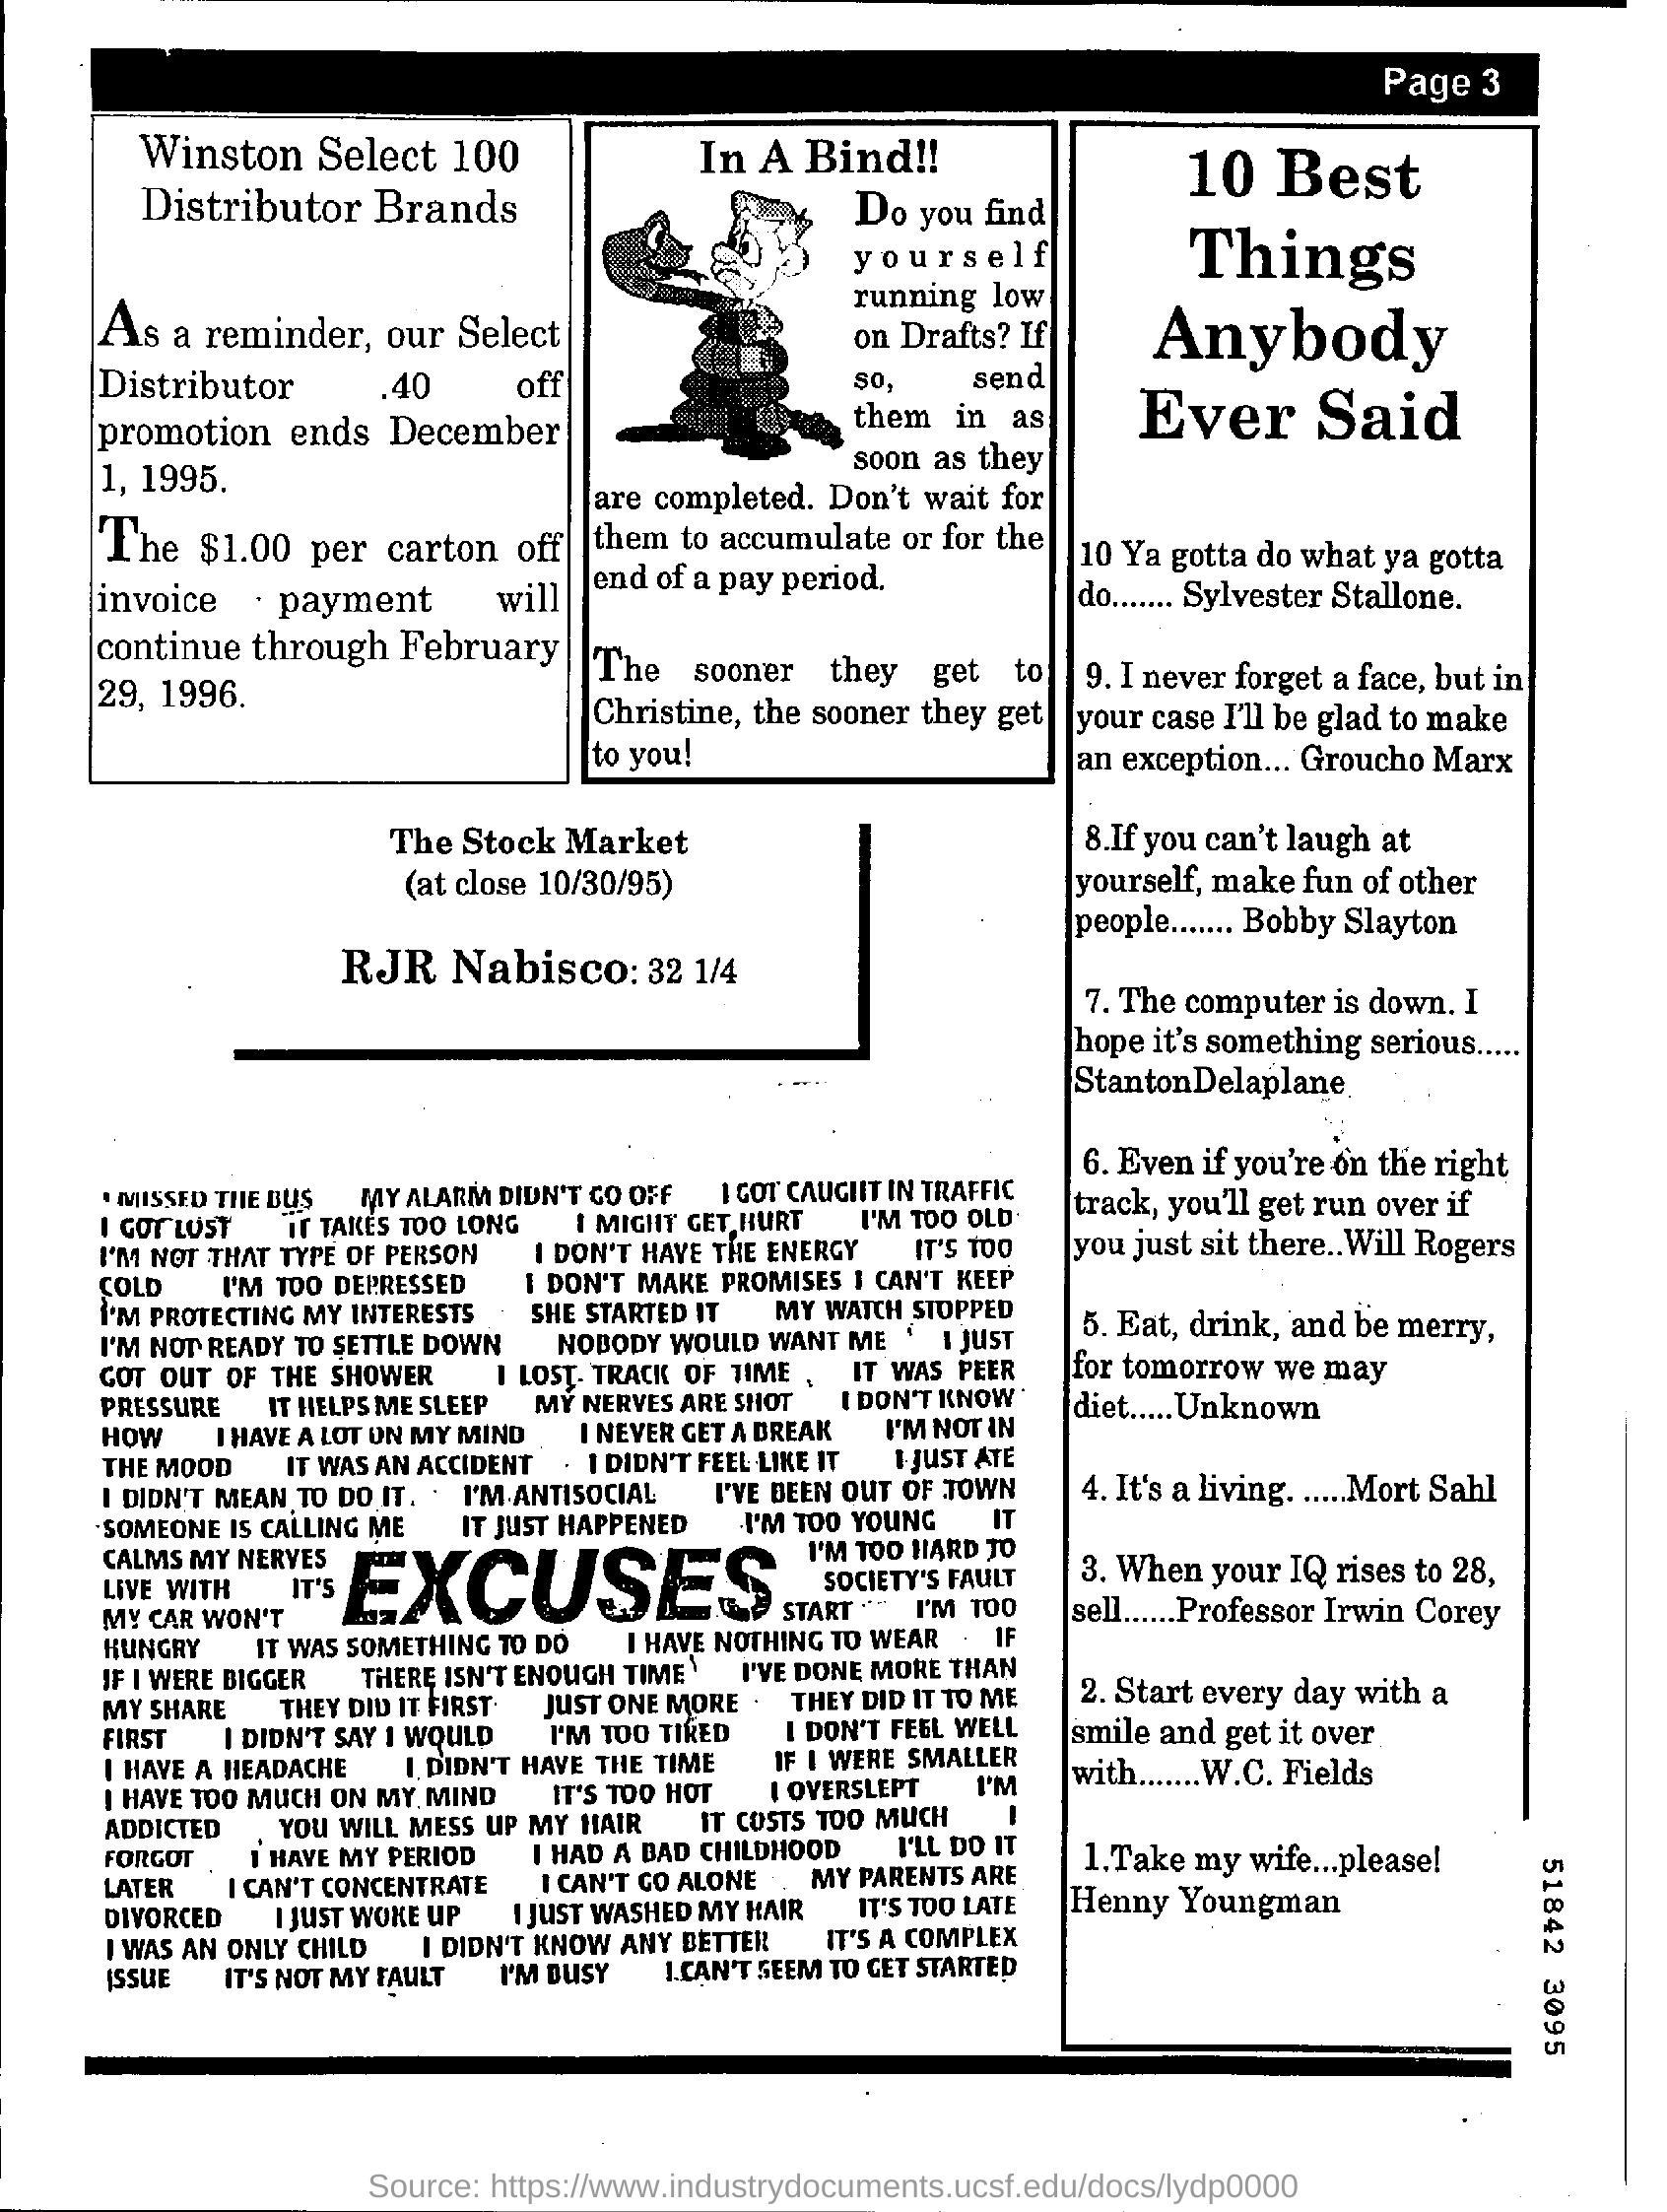 Page 3
Winston Select 100
Distributor Brands
As a reminder, our Select
Distributor .40 off
promotion ends December
1, 1995.
The $1.00 per carton off
invoice payment will
continue through February
29, 1996.
In A Bind!!
Do you find
yourself
running low
on Drafts? If
so, send
them in as
soon as they
are completed. Don't wait for
them to accumulate or for the
end of a pay period.
The sooner they get to
Christine, the sooner they get
to you!
10 Best
Things
Anybody
Ever Said
10 Ya gotta do what ya gotta
do....... Sylvester Stallone.
9. I never forget a face, but in
your case I'll be glad to make
an exception... Groucho Marx
8.If you can't laugh at
yourself, make fun of other
people....... Bobby Slayton
7. The computer is down. I
hope it's something serious.....
StantonDelaplane
6. Even if you're on the right
track, you'll get run over if
you just sit there..Will Rogers
5. Eat, drink, and be merry,
for tomorrow we may
diet.....Unknown
4. It's a living. .....Mort Sahl
3. When your IQ rises to 28,
sell......Professor Irwin Corey
2. Start every day with a
smile and get it over
with.......W.C. Fields
1.Take my wife...please!
Henny Youngman
The Stock Market
(at close 10/30/95)
RJR Nabisco: 32 1/4
I MISSED THE BUS MY ALARM DIDN'T GO OFF I GOT CAUGHT IN TRAFFIC
I GOT LOST IT TAKES TOO LONG I MIGHT GET HURT I'M TOO OLD
I'M NOT THAT TYPE OF PERSON I DON'T HAVE THE ENERGY IT'S TOO
COLD I'M TOO DEPRESSED I DON'T MAKE PROMISES I CAN'T KEEP
I'M PROTECTING MY INTERESTS SHE STARTED IT MY WATCH STOPPED
I'M NOT READY TO SETTLE DOWN NOBODY WOULD WANT ME I JUST
GOT OUT OF THE SHOWER I LOST TRACK OF TIME IT WAS PEER
PRESSURE IT HELPS ME SLEEP MY NERVES ARE SHOT I DON'T KNOW
HOW I HAVE A LOT ON MY MIND I NEVER GET A BREAK I'M NOT IN
THE MOOD IT WAS AN ACCIDENT I DIDN'T FEEL LIKE IT I JUST ATE
I DIDN'T MEAN TO DO IT. I'M ANTISOCIAL I'VE BEEN OUT OF TOWN
SOMEONE IS CALLING ME IT JUST HAPPENED I'M TOO YOUNG IT
CALMS MY NERVES I'M TOO HARD TO
LIVE WITH IT'S EXCUSES SOCIETY'S FAULT
MY CAR WON'T START I'M TOO
HUNGRY IT WAS SOMETHING TO DO I HAVE NOTHING TO WEAR IF
IF I WERE BIGGER THERE ISN'T ENOUGH TIME I'VE DONE MORE THAN
MY SHARE THEY DID IT FIRST JUST ONE MORE THEY DID IT TO ME
FIRST I DIDN'T SAY I WOULD I'M TOO TIRED I DON'T FEEL WELL
I HAVE A HEADACHE I DIDN'T HAVE THE TIME IF I WERE SMALLER
I HAVE TOO MUCH ON MY MIND IT'S TOO HOT I OVERSLEPT I'M
ADDICTED YOU WILL MESS UP MY HAIR IT COSTS TOO MUCH I
FORGOT I HAVE MY PERIOD I HAD A BAD CHILDHOOD I'LL DO IT
LATER I CAN'T CONCENTRATE I CAN'T GO ALONE MY PARENTS ARE
DIVORCED I JUST WOKE UP I JUST WASHED MY HAIR IT'S TOO LATE
I WAS AN ONLY CHILD I DIDN'T KNOW ANY BETTER IT'S A COMPLEX
ISSUE IT'S NOT MY FAULT I'M BUSY I CAN'T SEEM TO GET STARTED
51842 3095
Source: https://www.industrydocuments.ucsf.edu/docs/lydp0000